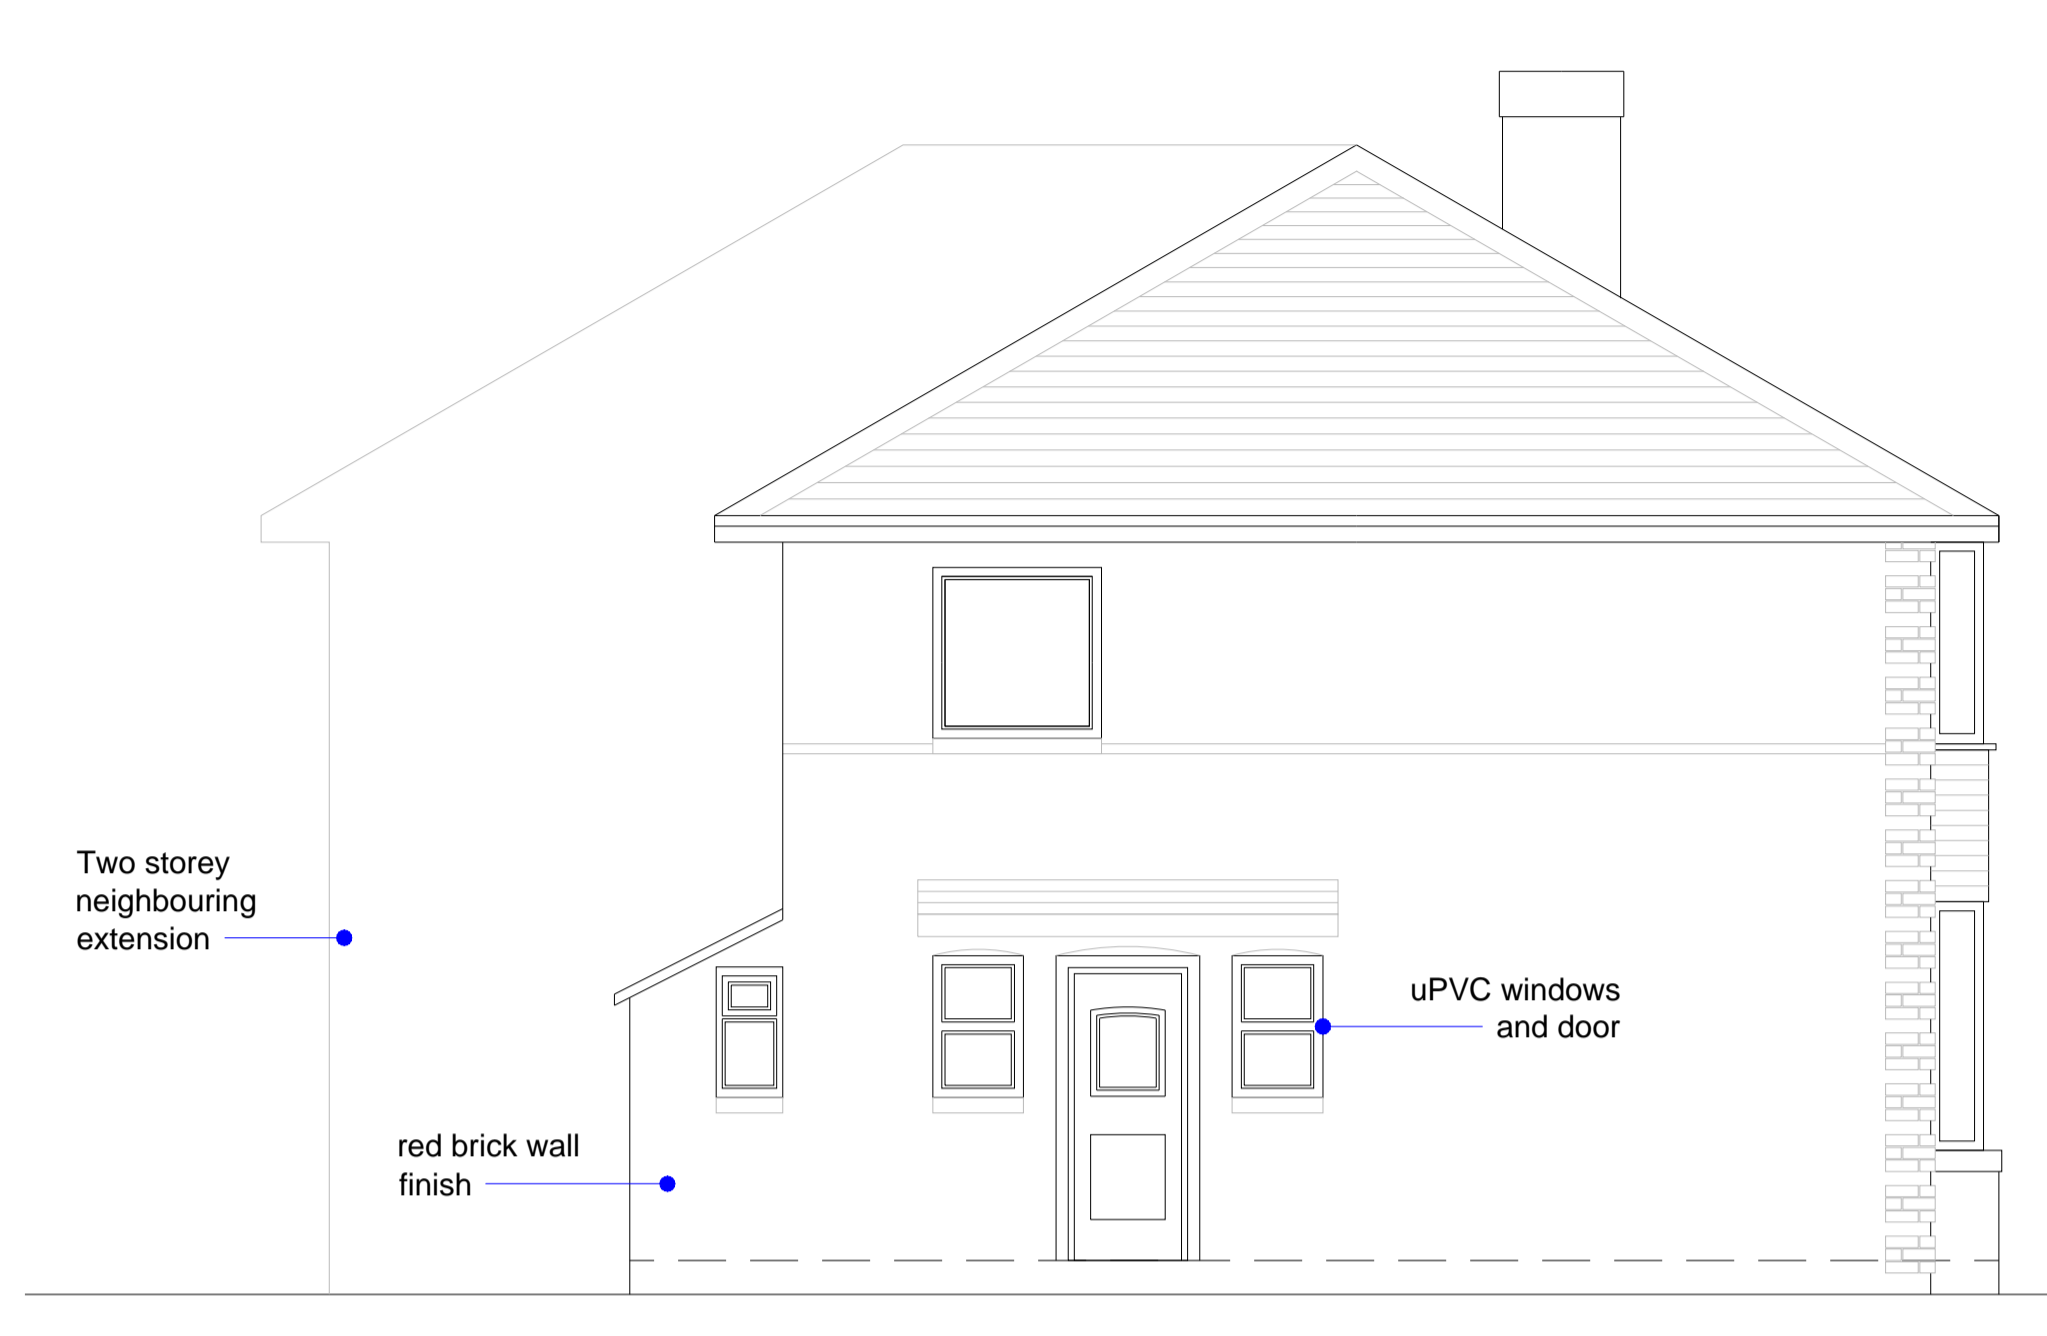 Two storey
neighbouring
extension
uPVC windows
and door
red brick wall
finish